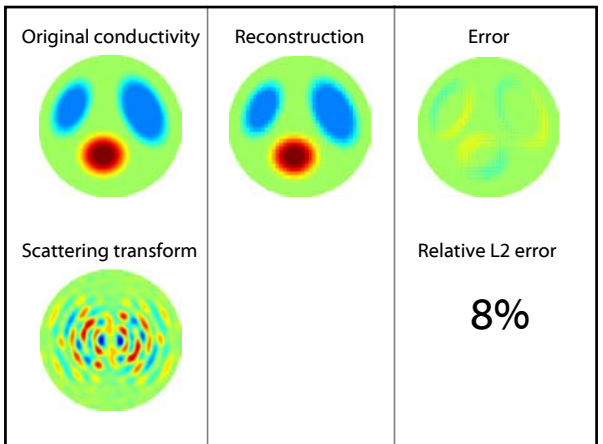 Original conductivity
Reconstruction
Error
Scattering transform
Relative L2 error
8%